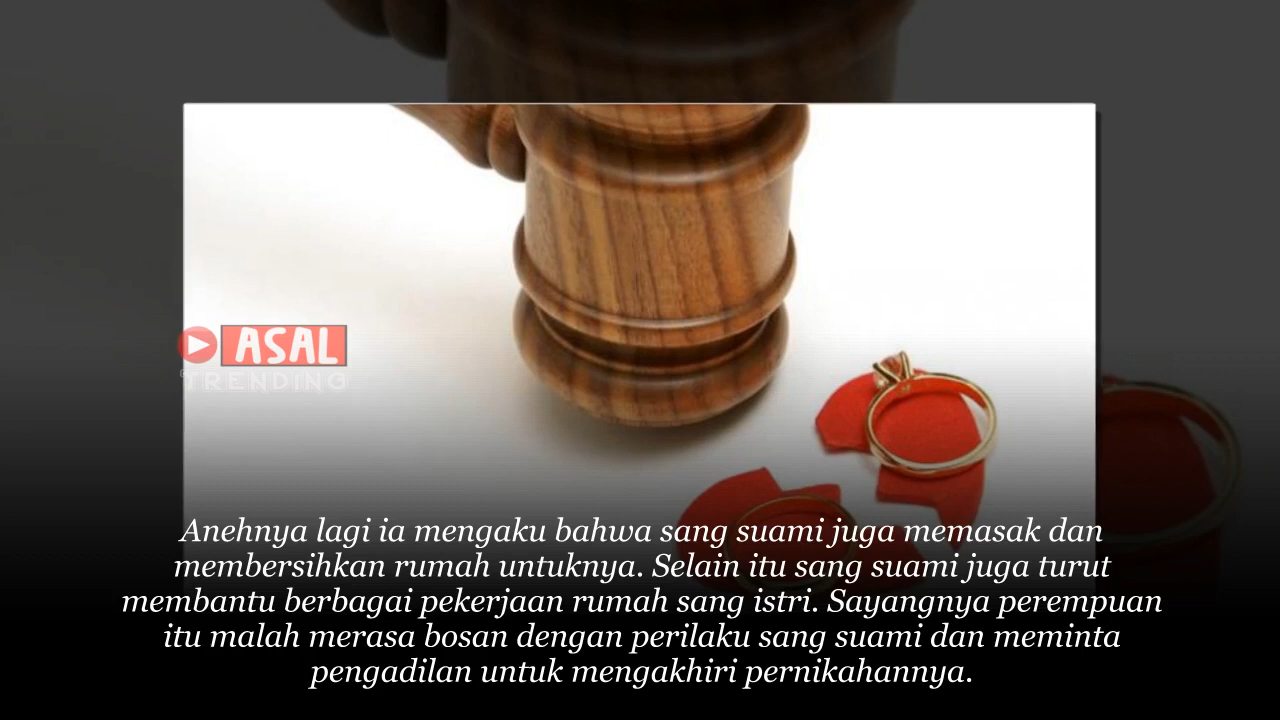 ASAL
TRENDING
Anehnya lagi ia mengaku bahwa sang suami juga memasak dan
membersihkan rumah untuknya. Selain itu sang suami juga turut
membantu berbagai pekerjaan rumah sang istri. Sayangnya perempuan
itu malah merasa bosan dengan perilaku sang suami dan meminta
pengadilan untuk mengakhiri pernikahannya.